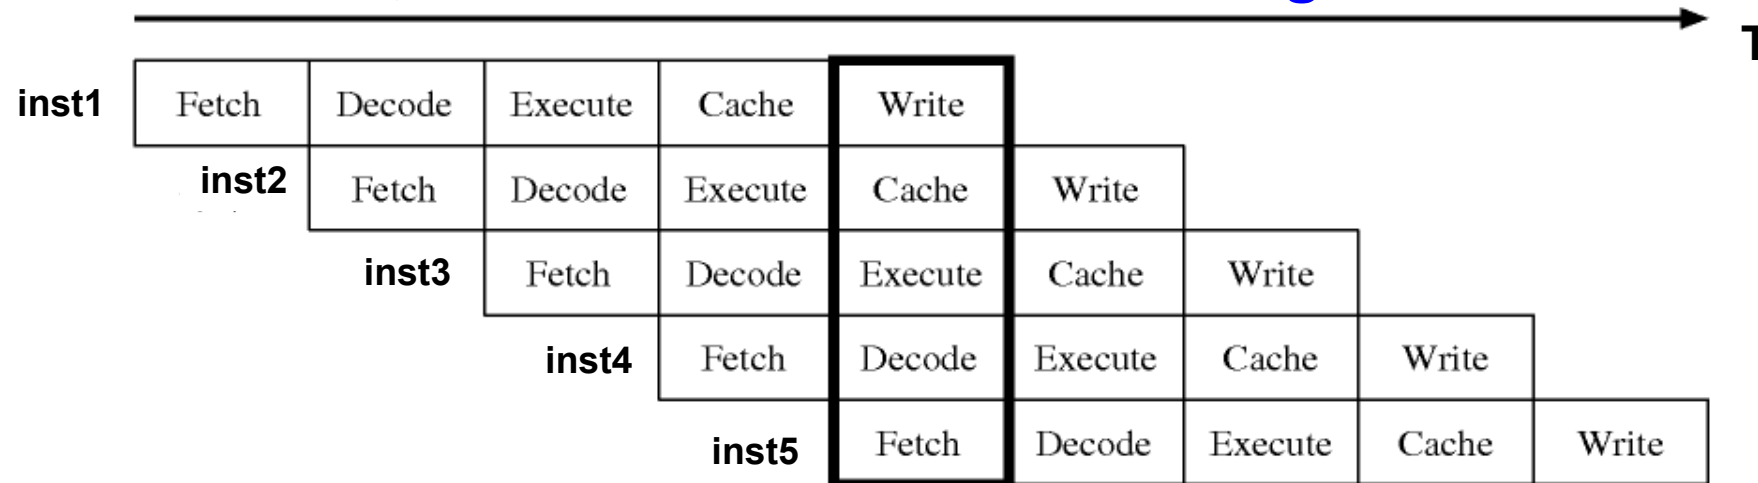 T
inst1 Fetch Decode Execute Cache Write
inst2 Fetch Decode Execute Cache Write
inst3 Fetch Decode Execute Cache Write
inst4 Fetch Decode Execute Cache Write
inst5 Fetch Decode Execute Cache Write